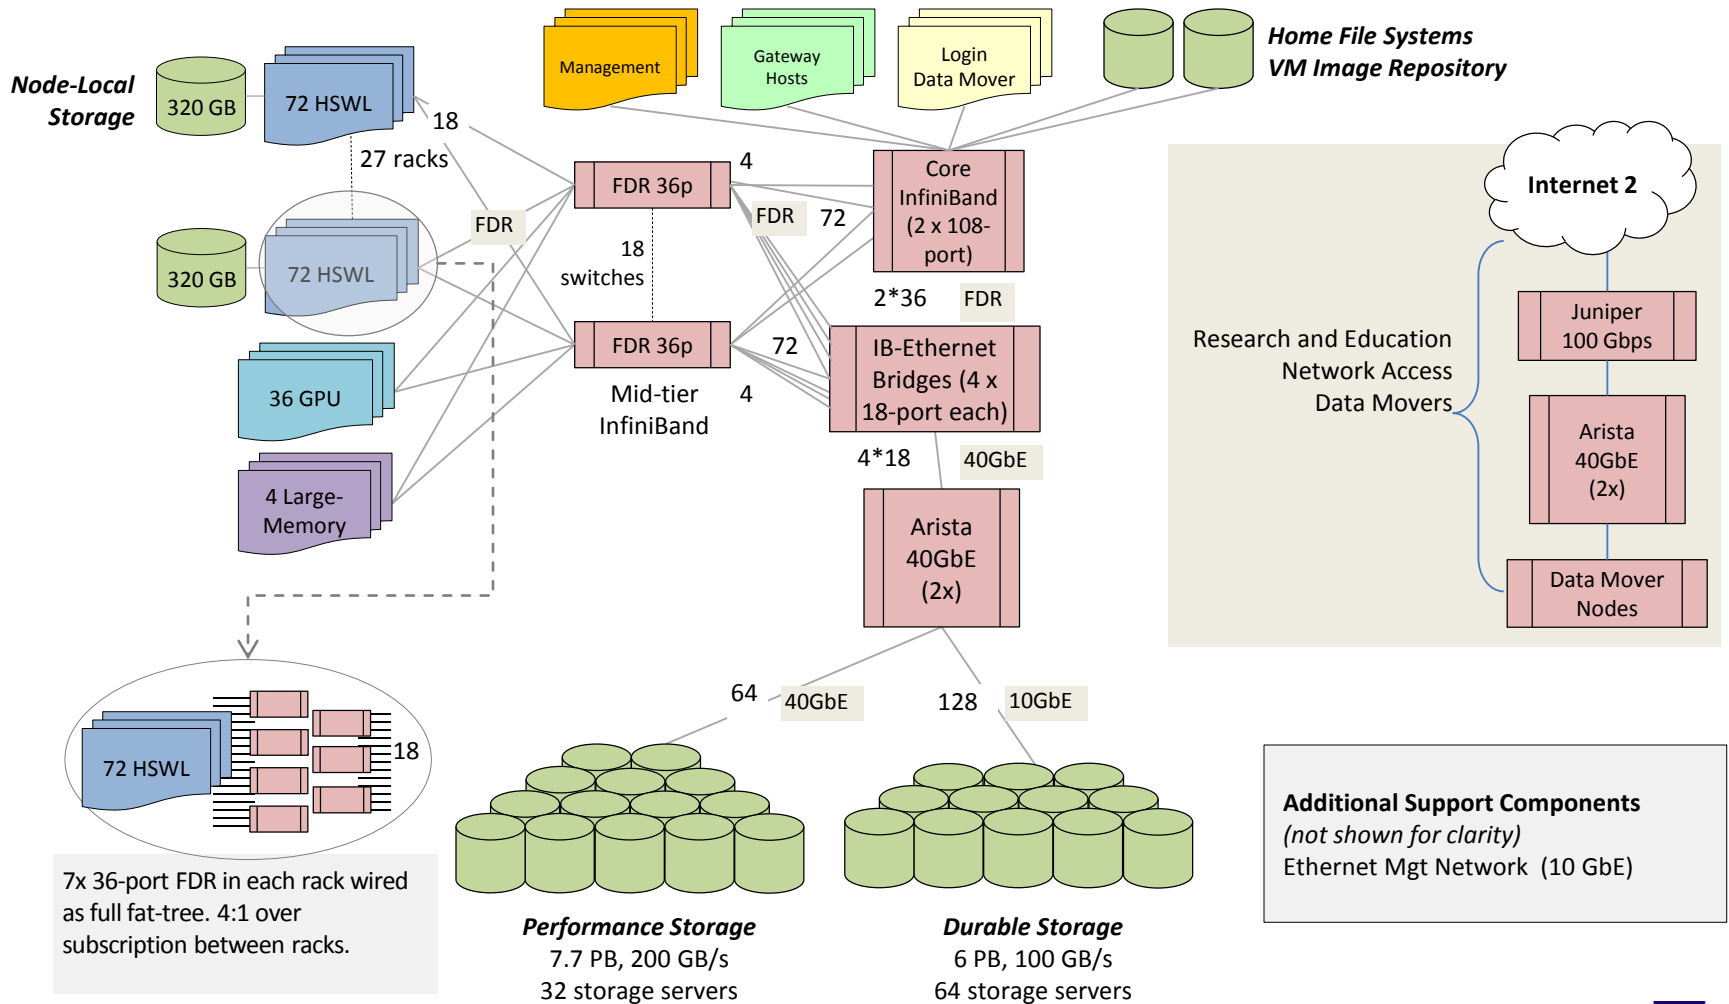 Node-Local
Storage
320 GB
72 HSWL
18
27 racks
320 GB
72 HSWL
FDR
36 GPU
4 Large-
Memory
Management
Gateway
Hosts
Login
Data Mover
Home File Systems
VM Image Repository
FDR 36p
18
switches
FDR 36p
Mid-tier
InfiniBand
4
FDR
72
72
4
Core
InfiniBand
(2 x 108-
port)
2*36
FDR
IB-Ethernet
Bridges (4 x
18-port each)
4*18
40GbE
Arista
40GbE
(2x)
64
40GbE
128
10GbE
Internet 2
Juniper
100 Gbps
Research and Education
Network Access
Data Movers
Arista
40GbE
(2x)
Data Mover
Nodes
72 HSWL
18
7x 36-port FDR in each rack wired
as full fat-tree. 4:1 over
subscription between racks.
Performance Storage
7.7 PB, 200 GB/s
32 storage servers
Durable Storage
6 PB, 100 GB/s
64 storage servers
Additional Support Components
(not shown for clarity)
Ethernet Mgt Network (10 GbE)